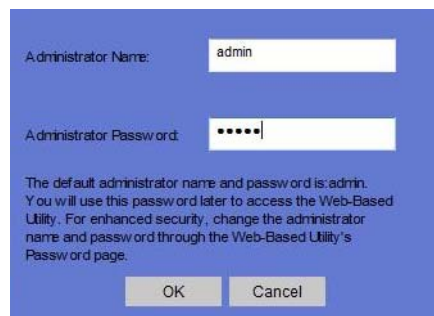 Administrator Name: admin
Administrator Password: •••••
The default administrator name and password is:admin.
You will use this password later to access the Web-Based
Utility. For enhanced security, change the administrator
name and password through the Web-Based Utility's
Password page.
OK Cancel